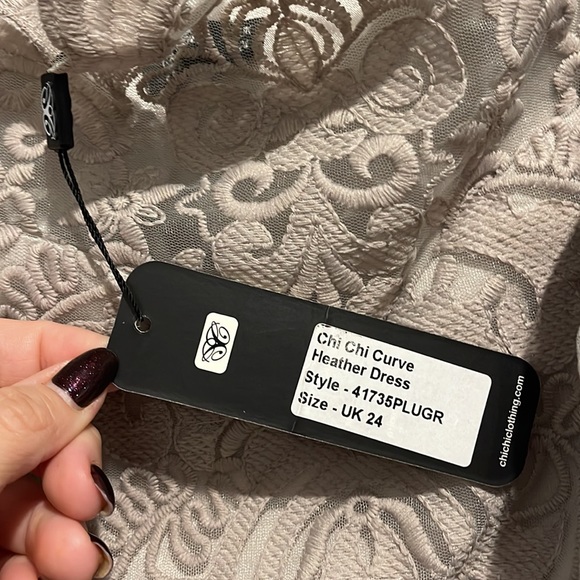 Chi Chi Curve
Heather Dress
Style - 41735PLUGR
Size - UK 24
chichiclothing.com